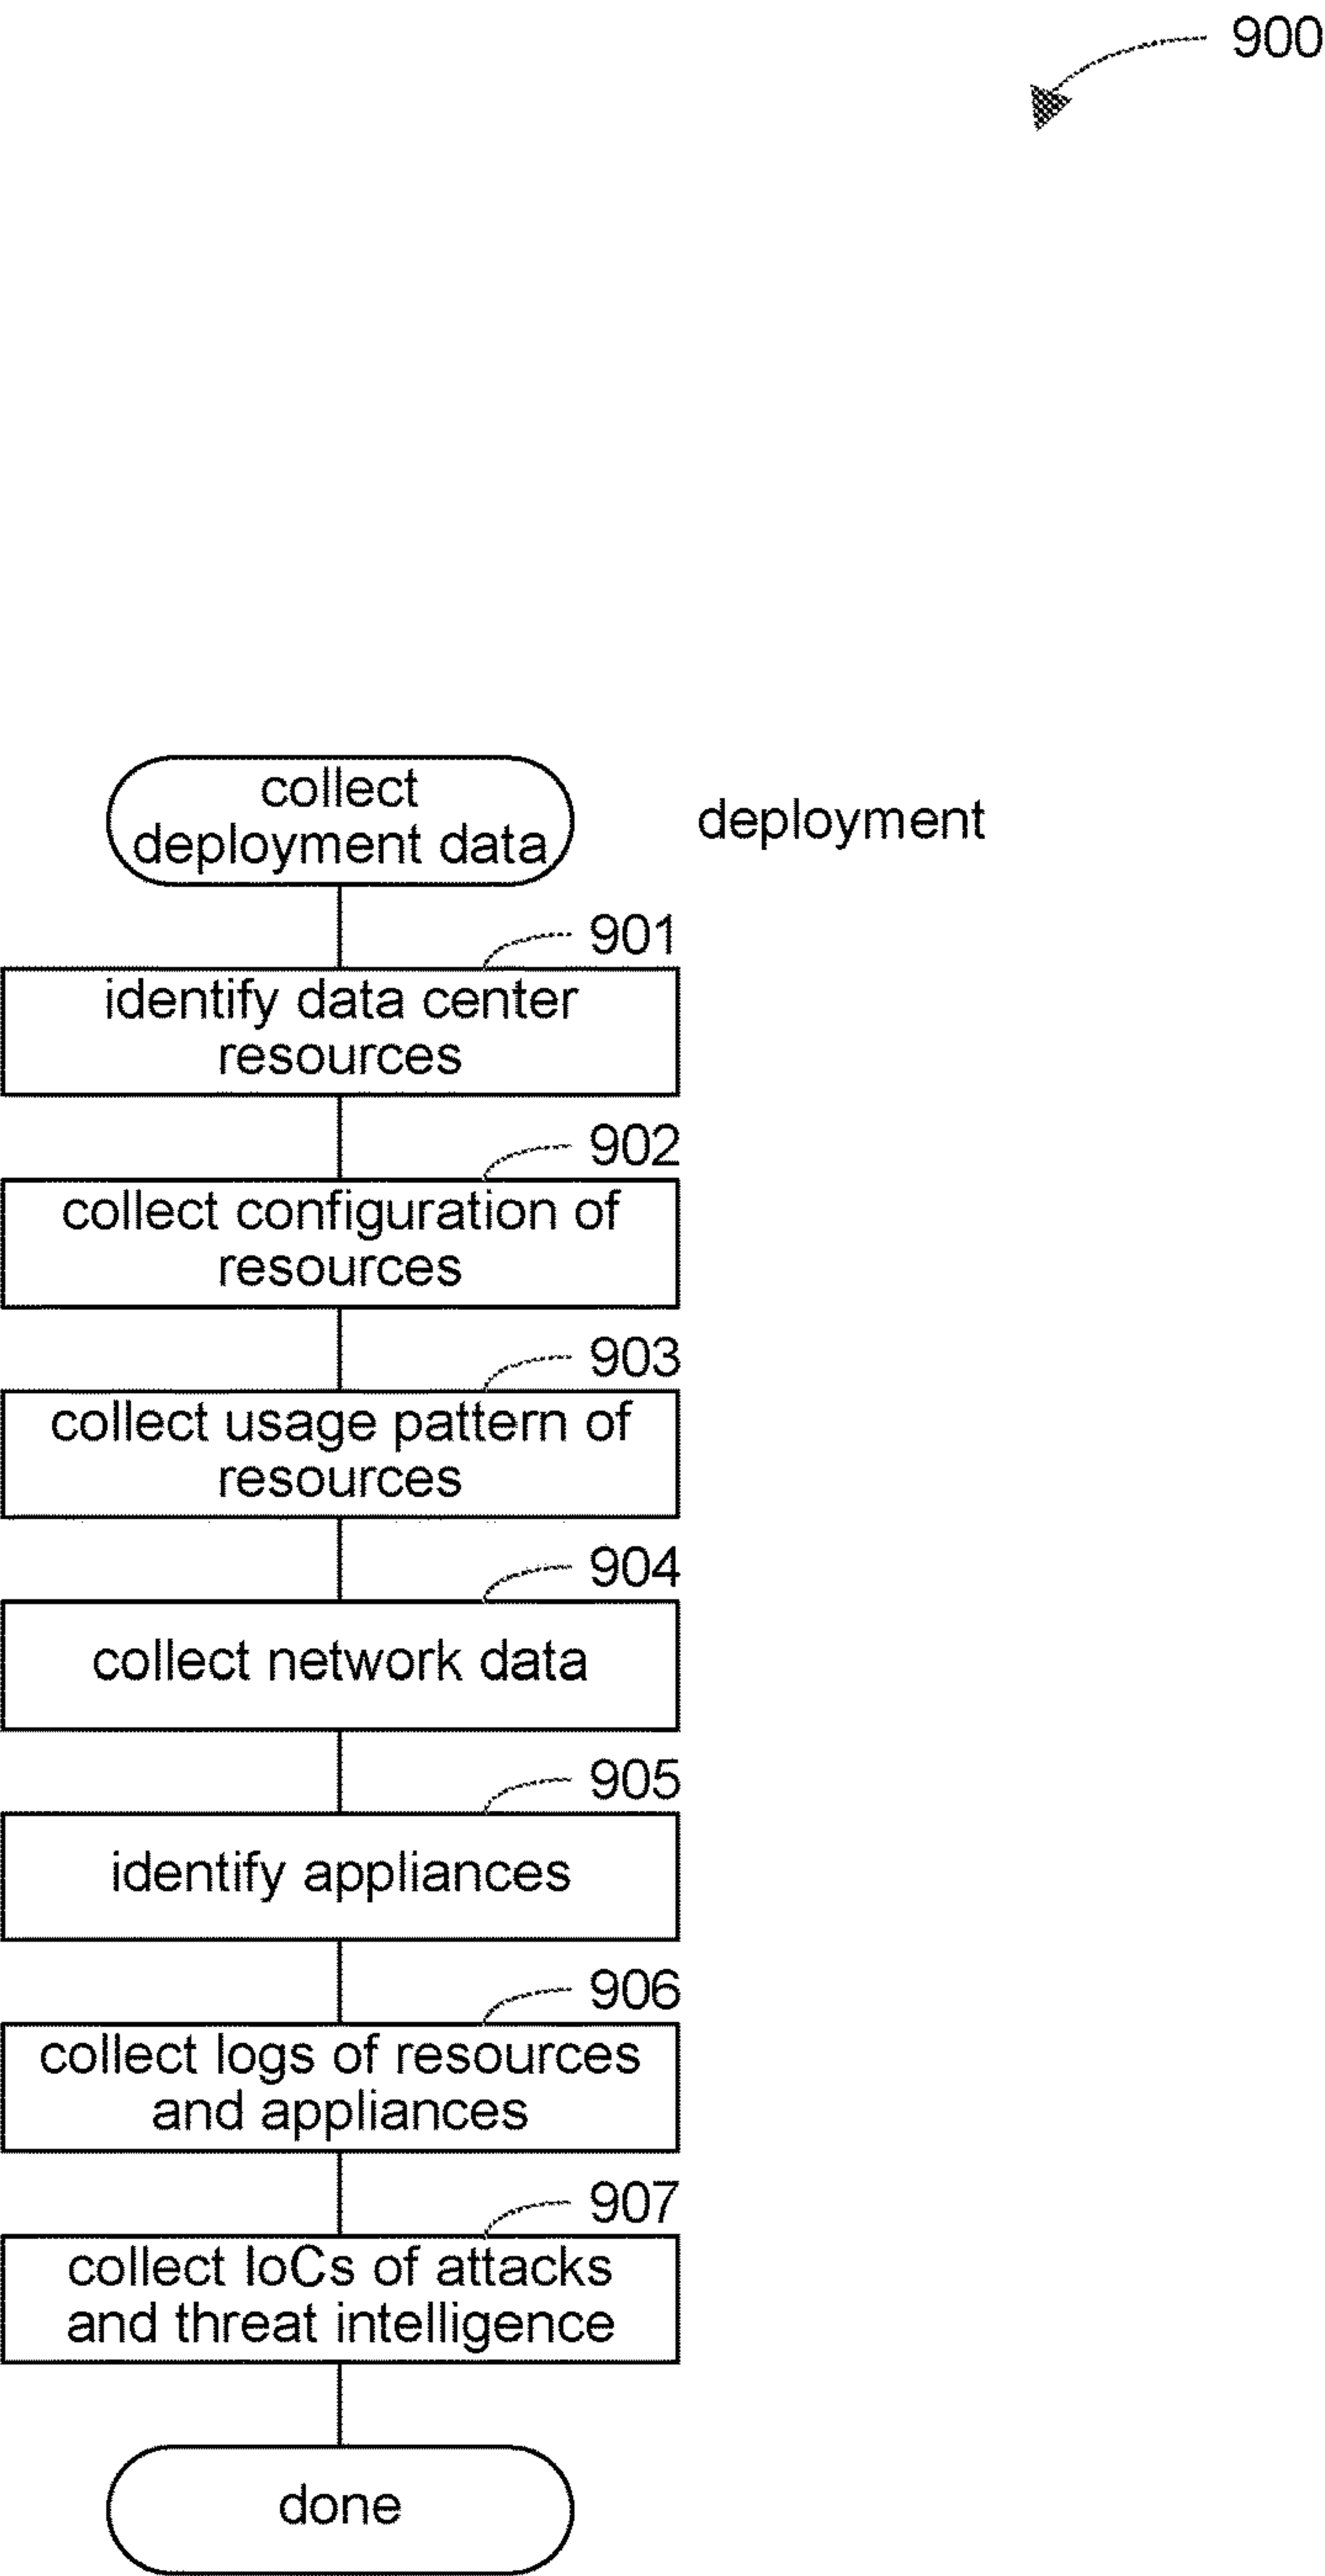 900
collect
deployment data
deployment
901
identify data center
resources
902
collect configuration of
resources
903
collect usage pattern of
resources
904
collect network data
905
identify appliances
906
collect logs of resources
and appliances
907
collect IoCs of attacks
and threat intelligence
done